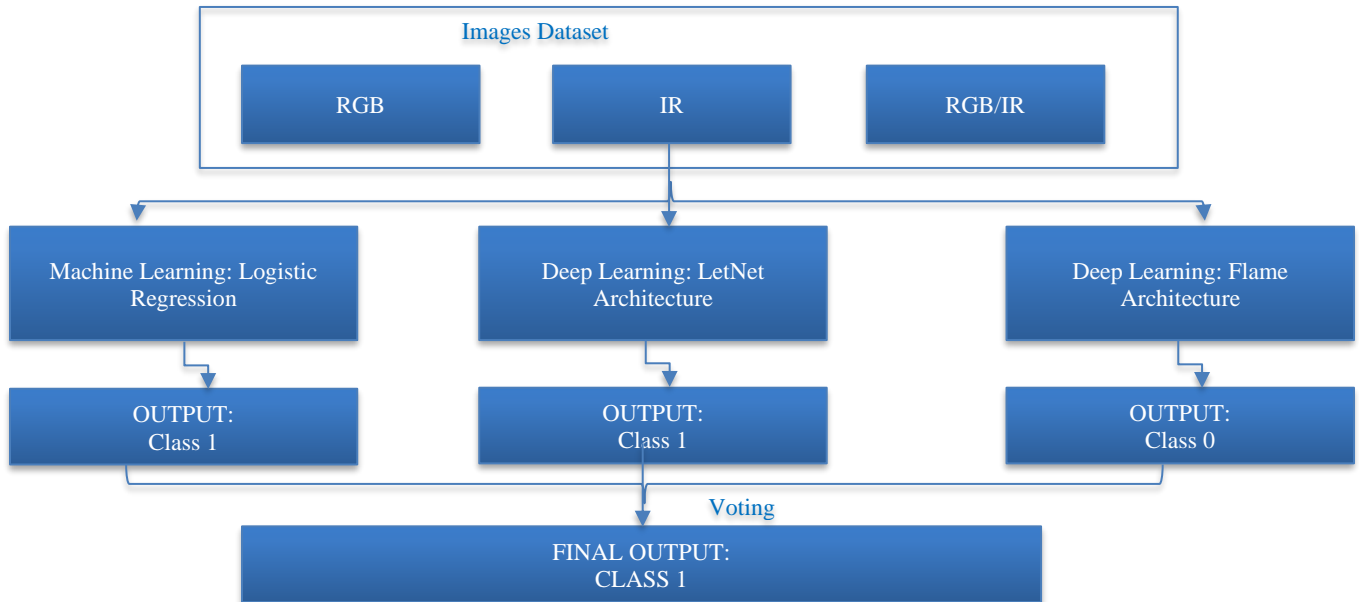 Images Dataset
RGB
IR
RGB/IR
Machine Learning: Logistic
Regression
Deep Learning: LetNet
Architecture
Deep Learning: Flame
Architecture
OUTPUT:
Class 1
OUTPUT:
Class 1
OUTPUT:
Class 0
Voting
FINAL OUTPUT:
CLASS 1